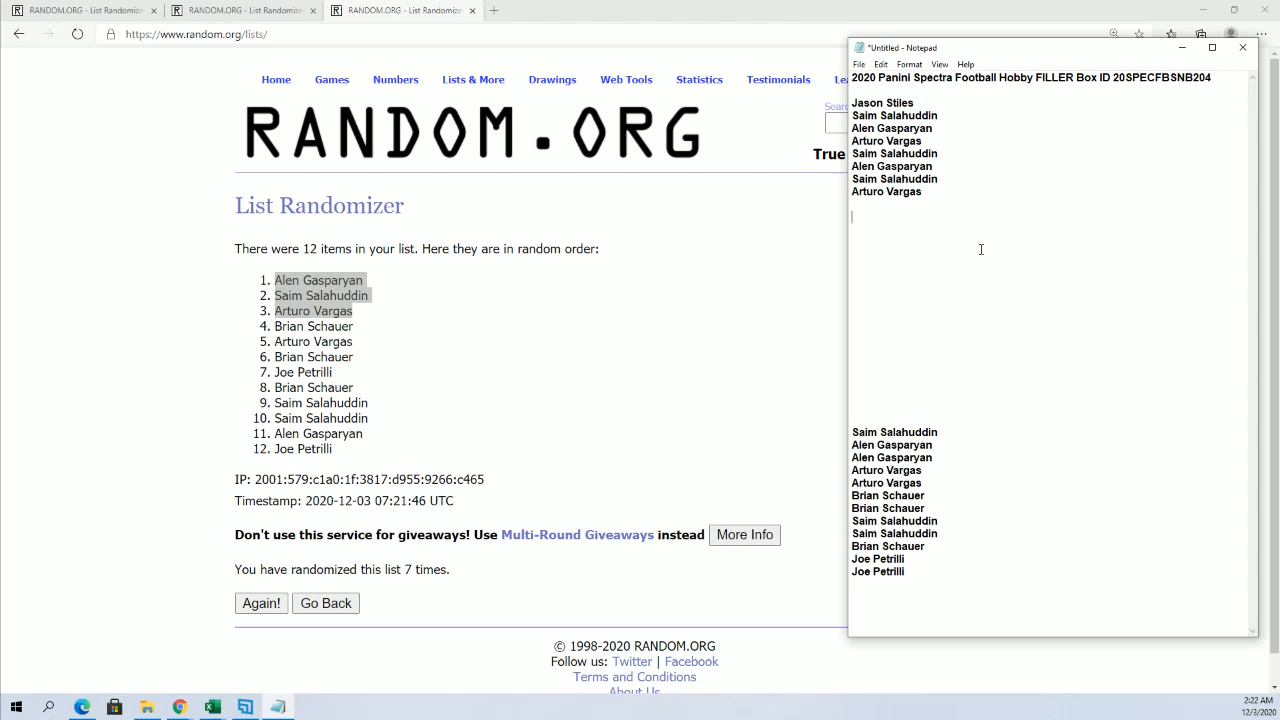 RANDOM.ORG - List Randomizer
RANDOM.ORG - List Randomizer
RANDOM.ORG - List Randomizer
https://www.random.org/lists/
Home Games Numbers Lists & More Drawings Web Tools Statistics Testimonials
RANDOM.ORG
True
List Randomizer
There were 12 items in your list. Here they are in random order:
1. Alen Gasparyan
2. Saim Salahuddin
3. Arturo Vargas
4. Brian Schauer
5. Arturo Vargas
6. Brian Schauer
7. Joe Petrilli
8. Brian Schauer
9. Saim Salahuddin
10. Saim Salahuddin
11. Alen Gasparyan
12. Joe Petrilli
IP: 2001:579:c1a0:1f:3817:d955:9266:c465
Timestamp: 2020-12-03 07:21:46 UTC
Don't use this service for giveaways! Use Multi-Round Giveaways instead More Info
You have randomized this list 7 times.
Again! Go Back
© 1998-2020 RANDOM.ORG
Follow us: Twitter | Facebook
Terms and Conditions
About Us
*Untitled - Notepad
File Edit Format View Help
2020 Panini Spectra Football Hobby FILLER Box ID 20SPECFBSNB204
Jason Stiles
Saim Salahuddin
Alen Gasparyan
Arturo Vargas
Saim Salahuddin
Alen Gasparyan
Saim Salahuddin
Arturo Vargas
Saim Salahuddin
Alen Gasparyan
Alen Gasparyan
Arturo Vargas
Arturo Vargas
Brian Schauer
Brian Schauer
Saim Salahuddin
Saim Salahuddin
Brian Schauer
Joe Petrilli
Joe Petrilli
2:22 AM
12/3/2020